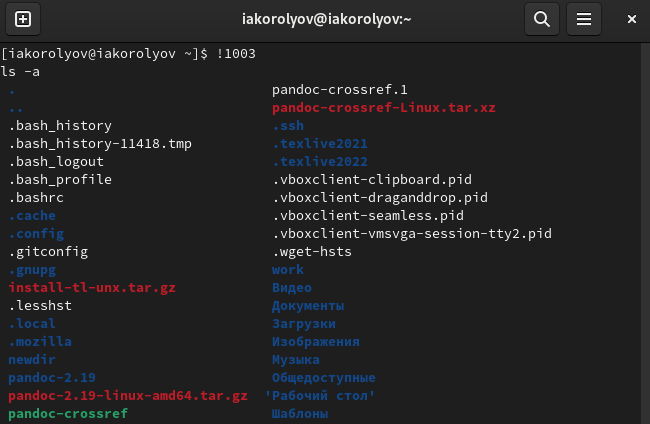 iakorolyov@iakorolyov:~
[iakorolyov@iakorolyov ~]$ !1003
ls -a
. pandoc-crossref.1
.. pandoc-crossref-Linux.tar.xz
.bash_history .ssh
.bash_history-11418.tmp .texlive2021
.bash_logout .texlive2022
.bash_profile .vboxclient-clipboard.pid
.bashrc .vboxclient-draganddrop.pid
.cache .vboxclient-seamless.pid
.config .vboxclient-vmsvga-session-tty2.pid
.gitconfig .wget-hsts
.gnupg work
install-tl-unx.tar.gz Видео
.lesshst Документы
.local Загрузки
.mozilla Изображения
newdir Музыка
pandoc-2.19 Общедоступные
pandoc-2.19-linux-amd64.tar.gz 'Рабочий стол'
pandoc-crossref Шаблоны